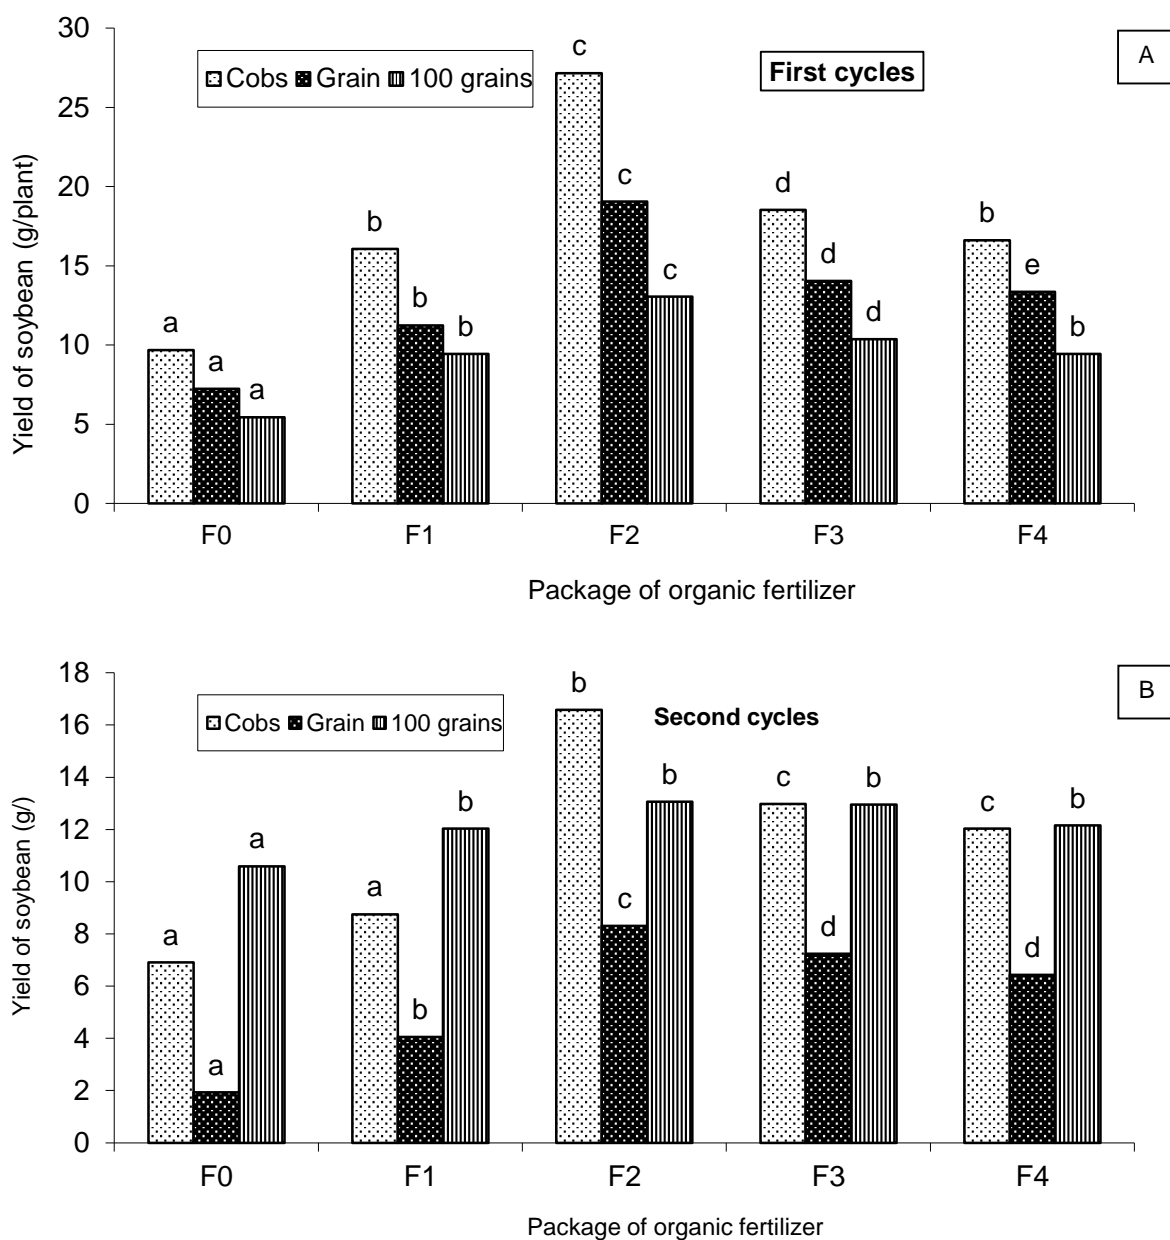 30
A
First cycles
Cobs Grain 100 grains
c
25
Yield of soybean (g/plant)
20
c
d
b
b
15
c
d
e
b
b
d
b
10
a
a
a
5
0
F0 F1 F2 F3 F4
Package of organic fertilizer
18
B
Second cycles
Cobs Grain 100 grains
b
16
Yield of soybean (g/)
14
b
c
b
c
b
b
12
a
10
a
c
8
a
d
d
6
b
4
a
2
0
F0 F1 F2 F3 F4
Package of organic fertilizer